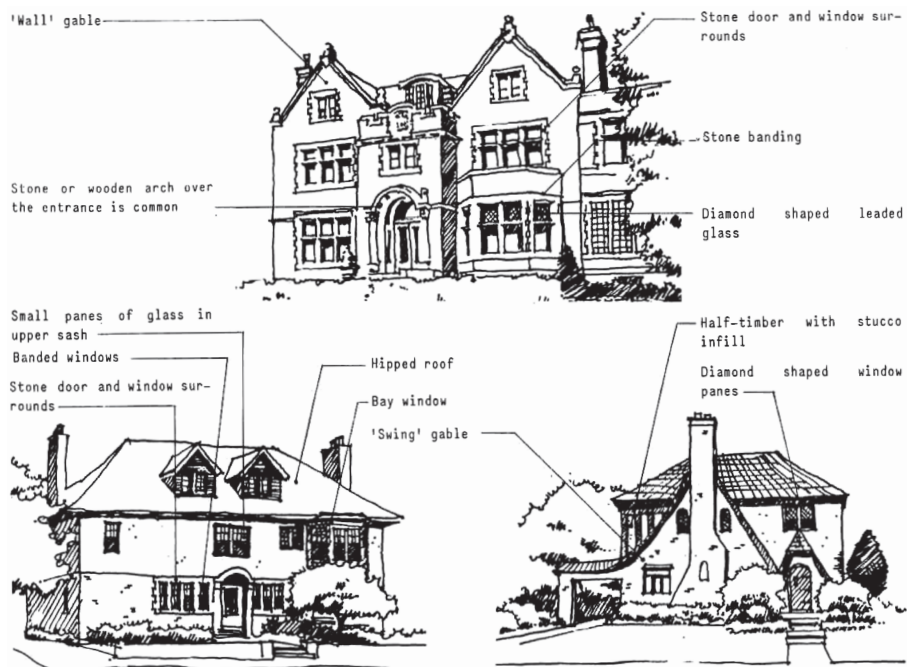 'Wall' gable
Stone door and window sur-
rounds
Stone banding
Stone or wooden arch over
the entrance is common
Diamond shaped leaded
glass
Small panes of glass in
upper sash
Banded windows
Stone door and window sur-
rounds
Hipped roof
Bay window
'Swing' gable
Half-timber with stucco
infill
Diamond shaped window
panes